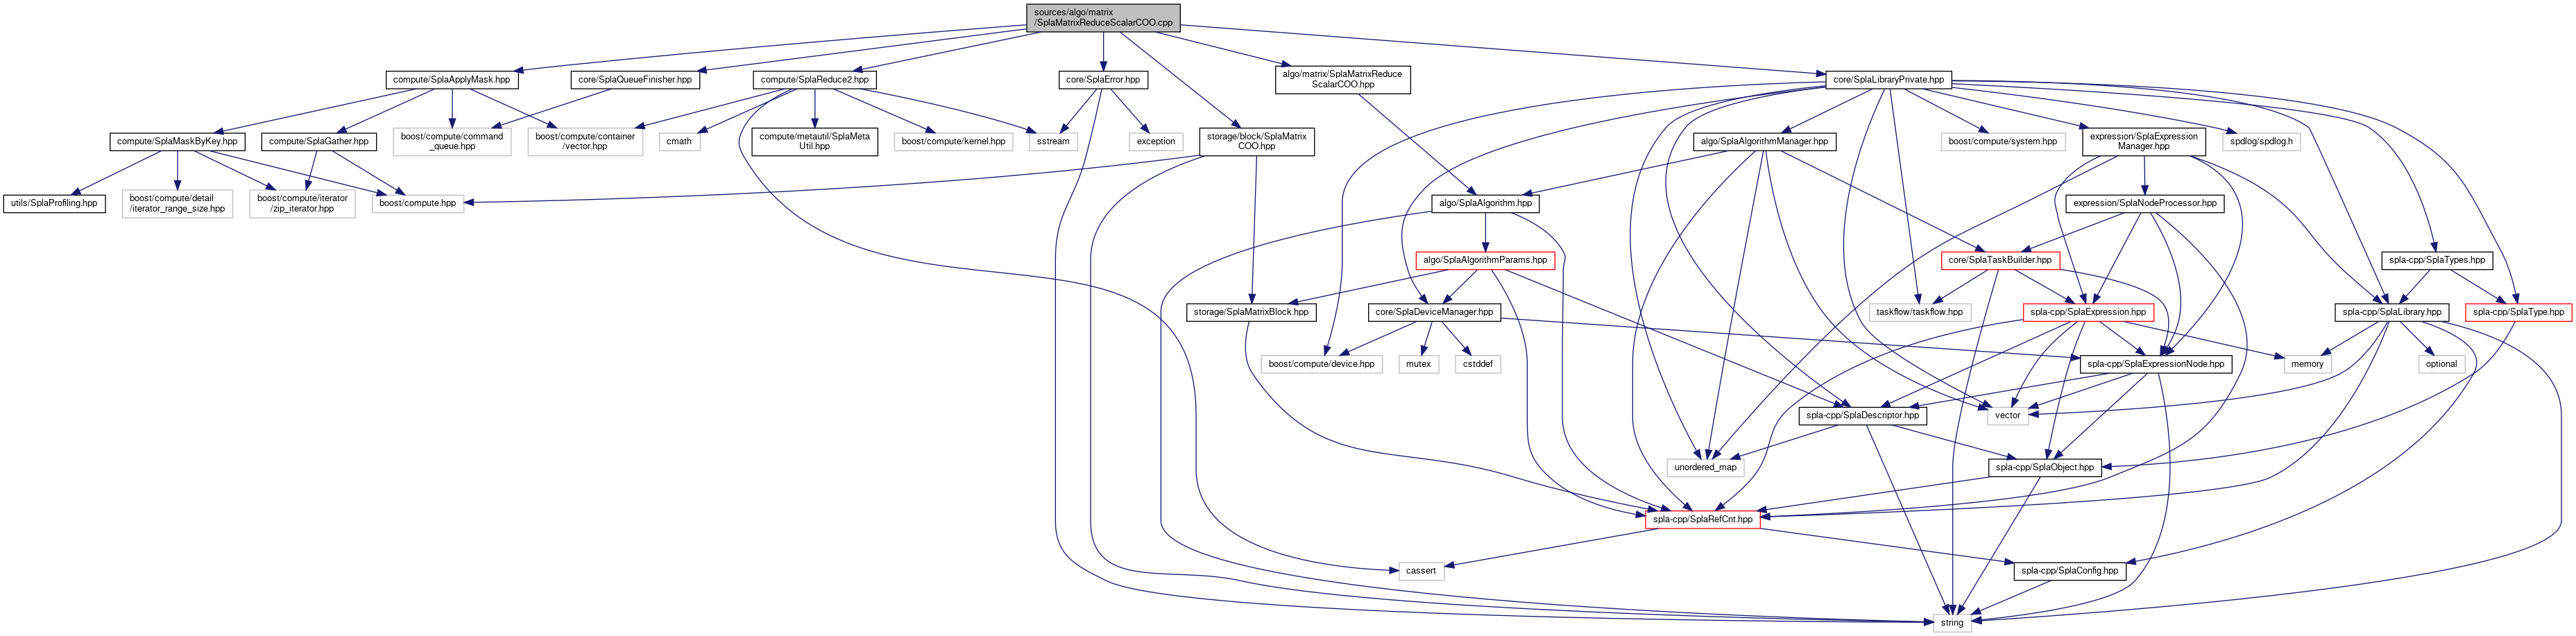 sources/algo/matrix
/SplaMatrixReduceScalarCOO.cpp
compute/SplaApplyMask.hpp
core/SplaQueueFinisher.hpp
compute/SplaReduce2.hpp
core/SplaError.hpp
algo/matrix/SplaMatrixReduce
ScalarCOO.hpp
core/SplaLibraryPrivate.hpp
compute/SplaMaskByKey.hpp
compute/SplaGather.hpp
boost/compute/command
_queue.hpp
boost/compute/container
/vector.hpp
cmath
compute/metautil/SplaMeta
Util.hpp
boost/compute/kernel.hpp
sstream
exception
storage/block/SplaMatrix
COO.hpp
algo/SplaAlgorithmManager.hpp
boost/compute/system.hpp
expression/SplaExpression
Manager.hpp
spdlog/spdlog.h
utils/SplaProfiling.hpp
boost/compute/detail
/iterator_range_size.hpp
boost/compute/iterator
/zip_iterator.hpp
boost/compute.hpp
algo/SplaAlgorithm.hpp
expression/SplaNodeProcessor.hpp
algo/SplaAlgorithmParams.hpp
core/SplaTaskBuilder.hpp
spla-cpp/SplaTypes.hpp
storage/SplaMatrixBlock.hpp
core/SplaDeviceManager.hpp
taskflow/taskflow.hpp
spla-cpp/SplaExpression.hpp
spla-cpp/SplaLibrary.hpp
spla-cpp/SplaType.hpp
boost/compute/device.hpp
mutex
cstddef
spla-cpp/SplaExpressionNode.hpp
memory
optional
spla-cpp/SplaDescriptor.hpp
vector
unordered_map
spla-cpp/SplaObject.hpp
spla-cpp/SplaRefCnt.hpp
cassert
spla-cpp/SplaConfig.hpp
string